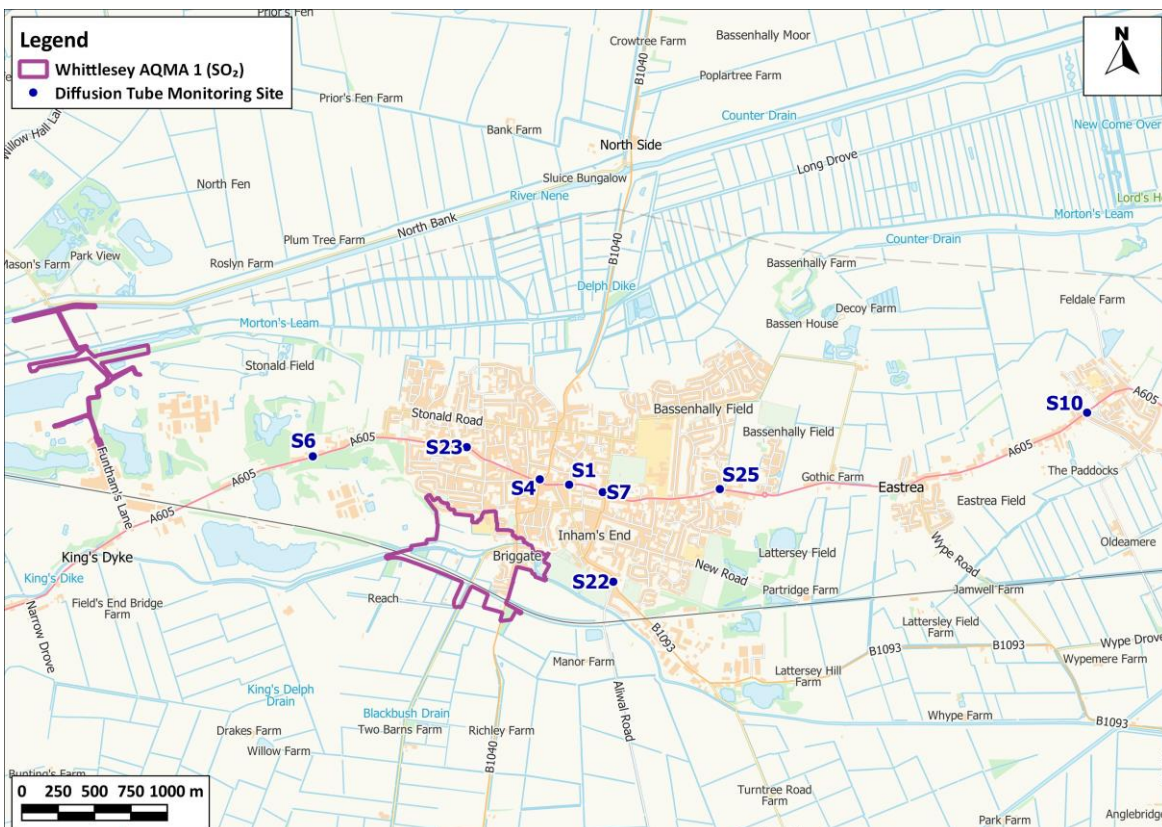 Legend
Whittlesey AQMA 1 (SO₂)
Diffusion Tube Monitoring Site
N
Prior's Fen
Crowtree Farm
Bassenhally Moor
B1040
Poplartree Farm
Prior's Fen Farm
Counter Drain
New Come Over
Bank Farm
North Side
Long Drove
Sluice Bungalow
North Fen
River Nene
Lord's
North Bank
Morton's Leam
Plum Tree Farm
Counter Drain
Park View
Mason's Farm
Roslyn Farm
B1040
Bassenhally Farm
Delph Dike
Feldale Farm
Decoy Farm
Morton's Leam
Bassen House
Stonald Field
A605
Stonald Road
Bassenhally Field
S10
Bassenhally Field
S6
A605
S23
A605
The Paddocks
S4
S1
S25
Gothic Farm
S7
Eastrea
Funtham's Lane
Eastrea Field
A605
Inham's End
Oldeamere
King's Dyke
Briggate
Lattersey Field
Wype Road
New Road
King's Dike
S22
Partridge Farm
Jamwell Farm
Reach
Field's End Bridge
Farm
Narrow Drove
Lattersley Field
Farm
Wype Drove
B1093
B1093
Manor Farm
Wypemere Farm
Lattersey Hill
Farm
King's Delph
Drain
Aliwal Road
Blackbush Drain
Whype Farm
B1093
Drakes Farm
Two Barns Farm
Richley Farm
Willow Farm
B1040
Bunting's Farm
Turntree Road
Farm
Anglebridge
Park Farm
0 250 500 750 1000 m